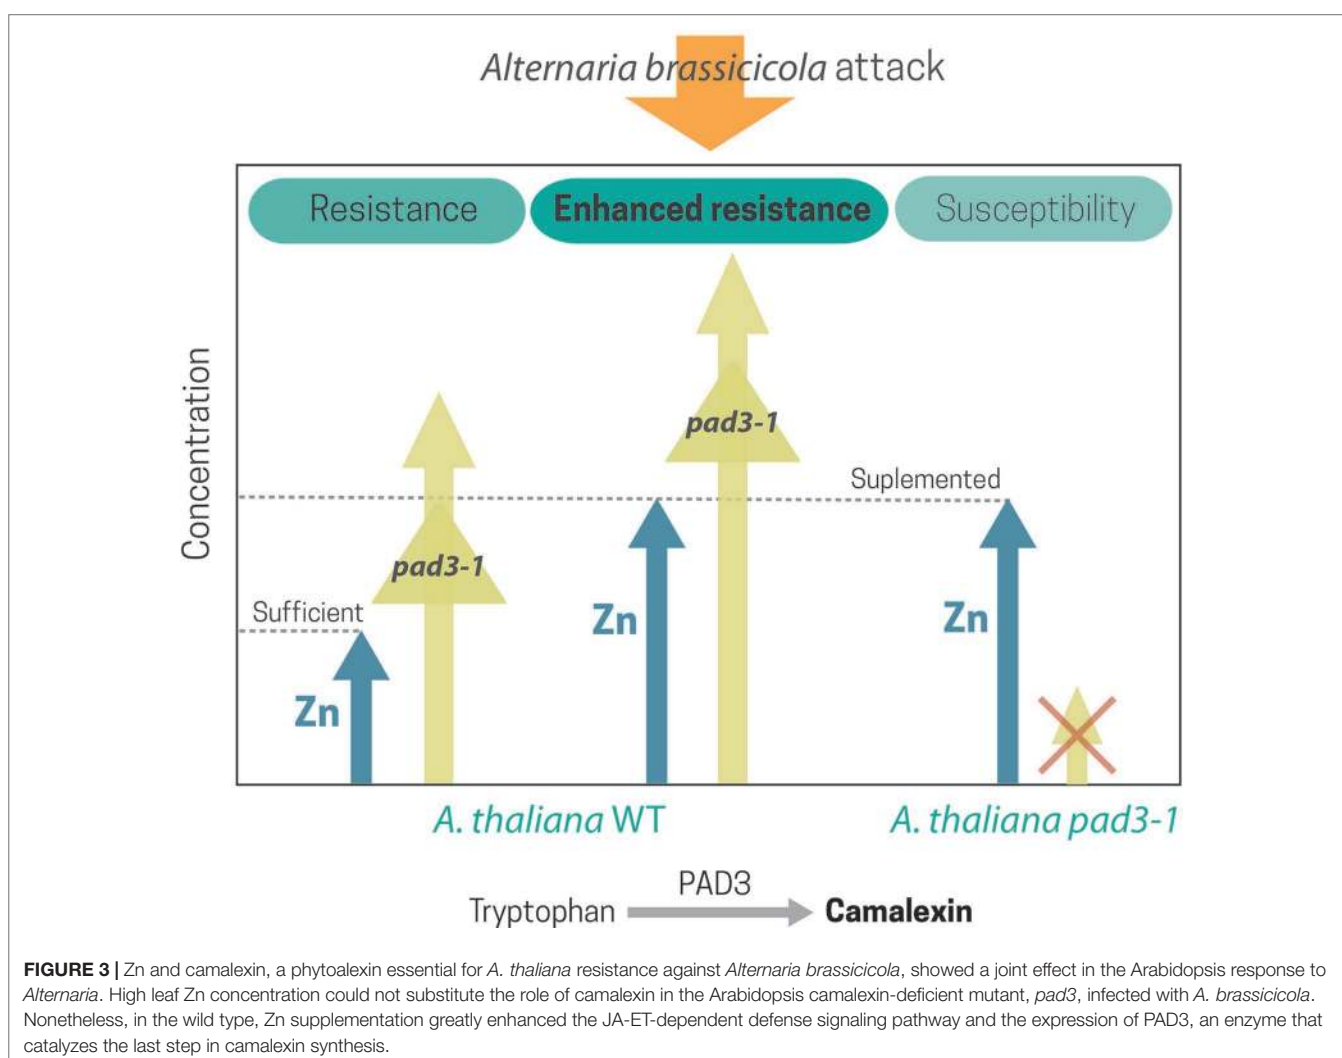 Alternaria brassicicola attack
Resistance
Enhanced resistance
Susceptibility
Concentration
pad3-1
Suplemented
pad3-1
Sufficient
Zn
Zn
Zn
A. thaliana WT
A. thaliana pad3-1
PAD3
Tryptophan
Camalexin
FIGURE 3 | Zn and camalexin, a phytoalexin essential for A. thaliana resistance against Alternaria brassicicola, showed a joint effect in the Arabidopsis response to
Alternaria. High leaf Zn concentration could not substitute the role of camalexin in the Arabidopsis camalexin-deficient mutant, pad3, infected with A. brassicicola.
Nonetheless, in the wild type, Zn supplementation greatly enhanced the JA-ET-dependent defense signaling pathway and the expression of PAD3, an enzyme that
catalyzes the last step in camalexin synthesis.